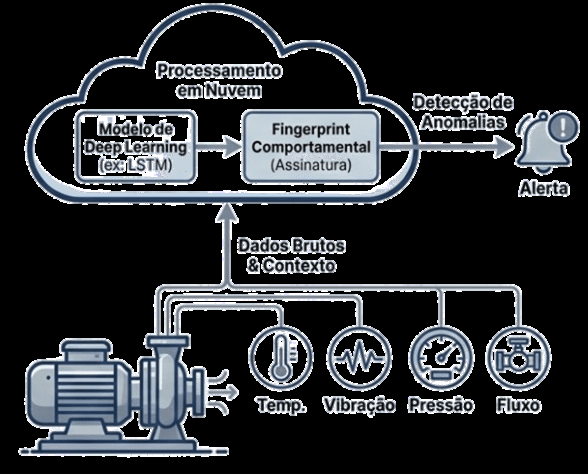 Processamento
em Nuvem
Modelo de
Deep Learning
(ex: LSTM)
Fingerprint
Comportamental
(Assinatura)
Detecção de
Anomalias
!
Alerta
Dados Brutos
& Contexto
Temp.
Vibração
Pressão
Fluxo